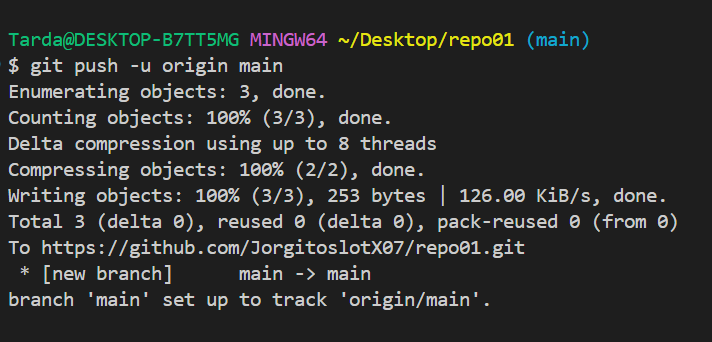 Tarda@DESKTOP-B7TT5MG MINGW64 ~/Desktop/repo01 (main)
$ git push -u origin main
Enumerating objects: 3, done.
Counting objects: 100% (3/3), done.
Delta compression using up to 8 threads
Compressing objects: 100% (2/2), done.
Writing objects: 100% (3/3), 253 bytes | 126.00 KiB/s, done.
Total 3 (delta 0), reused 0 (delta 0), pack-reused 0 (from 0)
To https://github.com/JorgitoslotX07/repo01.git
 * [new branch]      main -> main
branch 'main' set up to track 'origin/main'.